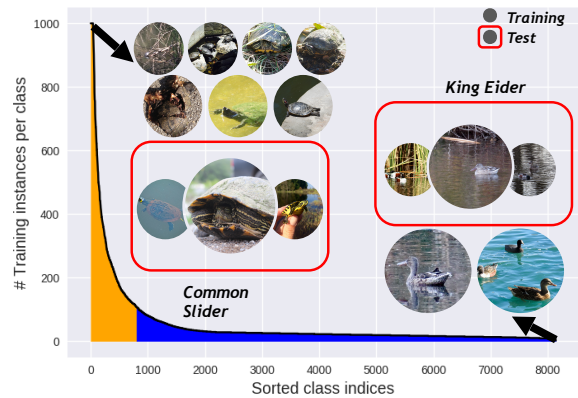 Training
Test
King Eider
Common
Slider
# Training instances per class
1000
800
600
400
200
0
0
1000
2000
3000
4000
5000
6000
7000
8000
Sorted class indices